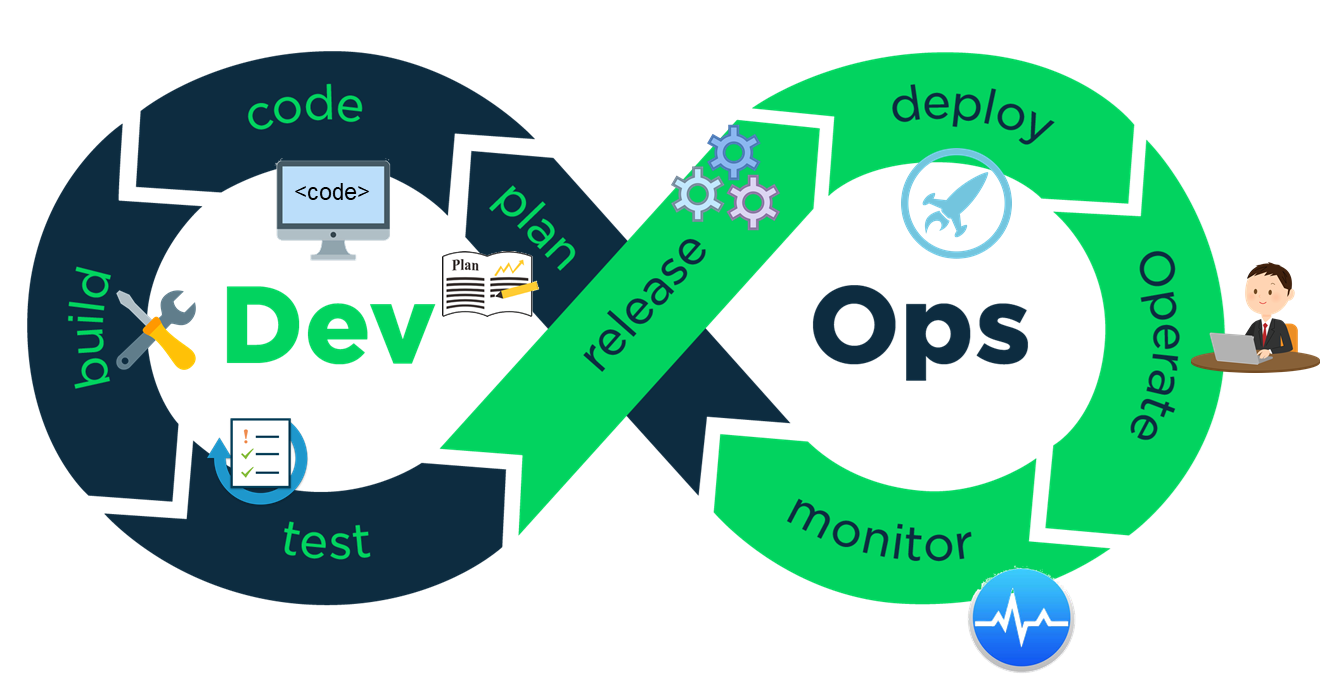 code
deploy
<code>
plan
Plan
release
build
Dev
Ops
Operate
test
monitor